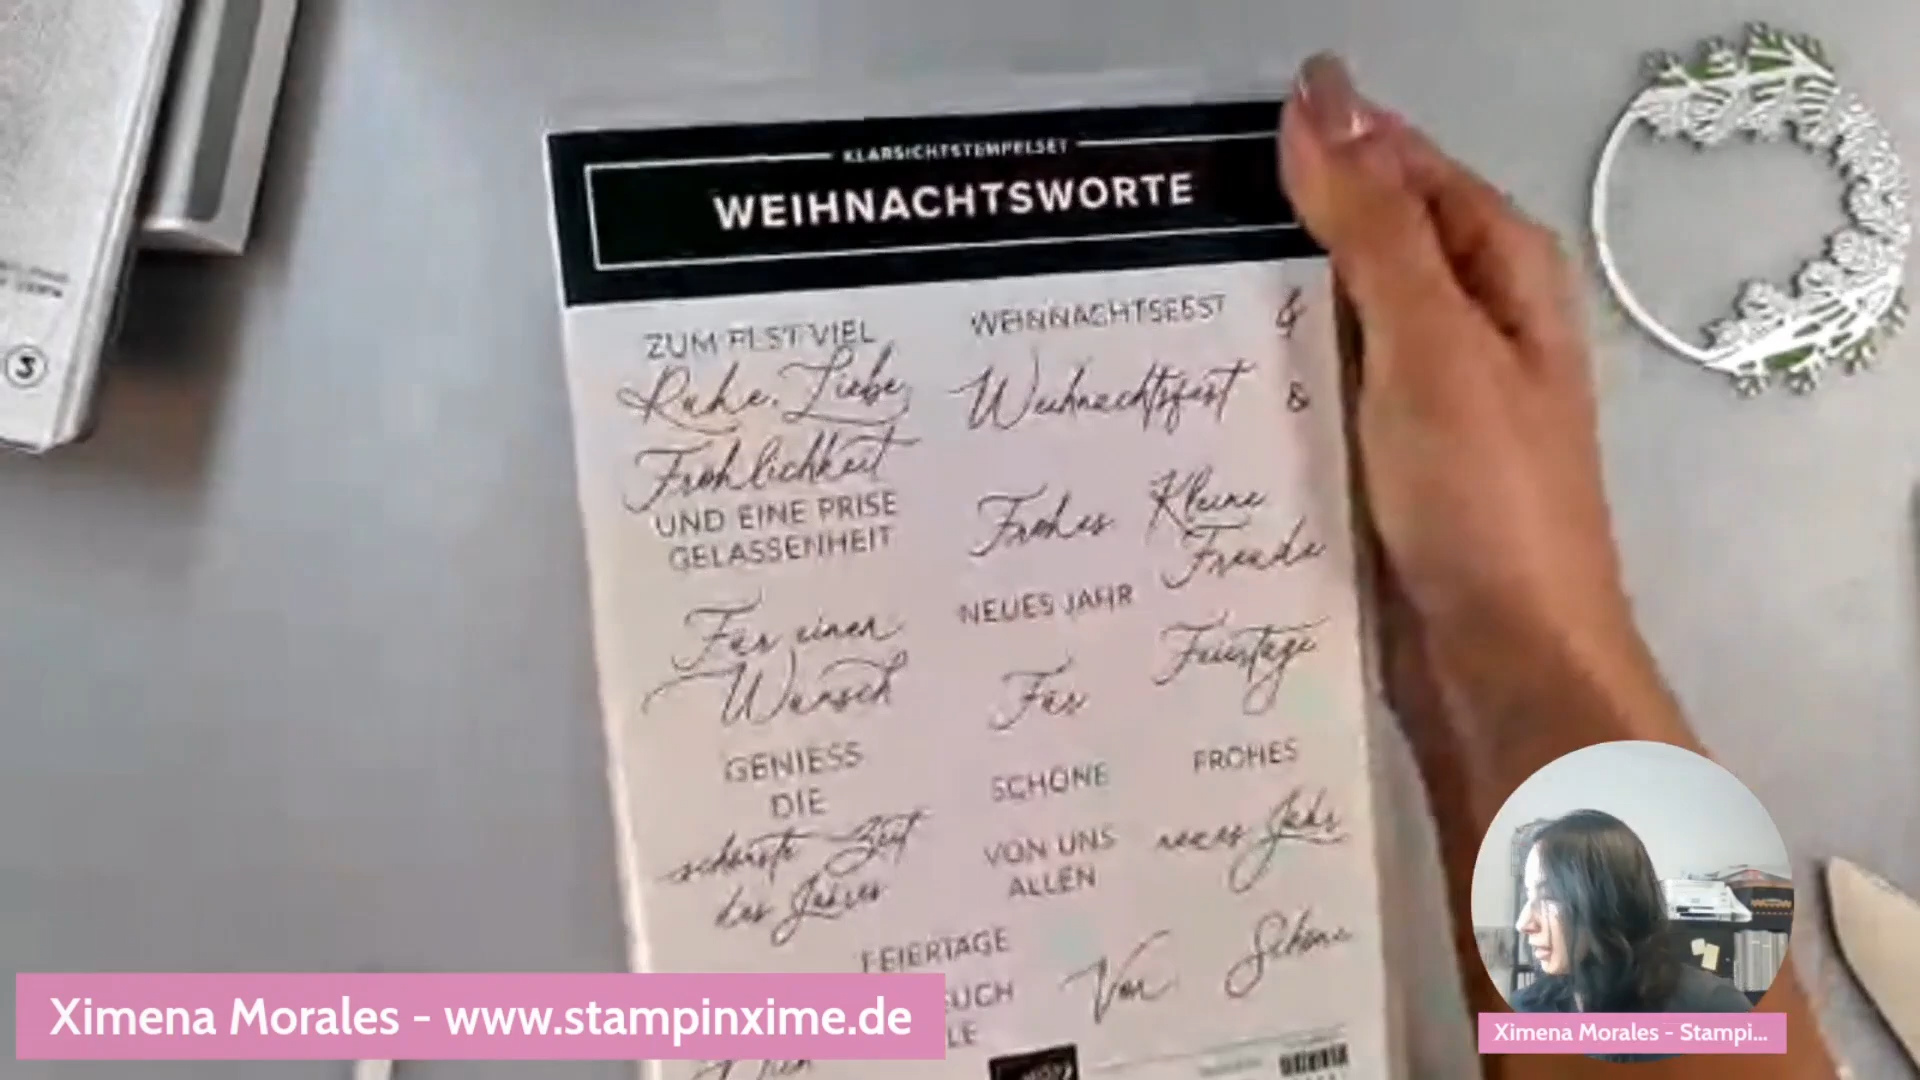 KLARSICHTSTEMPELSET
WEIHNACHTSWORTE
ZUM FEST VIEL
Ruhe, Liebe,
Fröhlichkeit
UND EINE PRISE
GELASSENHEIT
Für einen
Wunsch
GENIESS
DIE
schönste Zeit
des Jahres
WEIHNACHTSFEST
&
Weihnachtsfest
&
Frohes
Kleine
Freude
NEUES JAHR
Feiertage
Für
SCHÖNE
FROHES
VON UNS
ALLEN
neues Jahr
FEIERTAGE
Von
Schöne
3
Ximena Morales - www.stampinxime.de
Ximena Morales - Stampi...